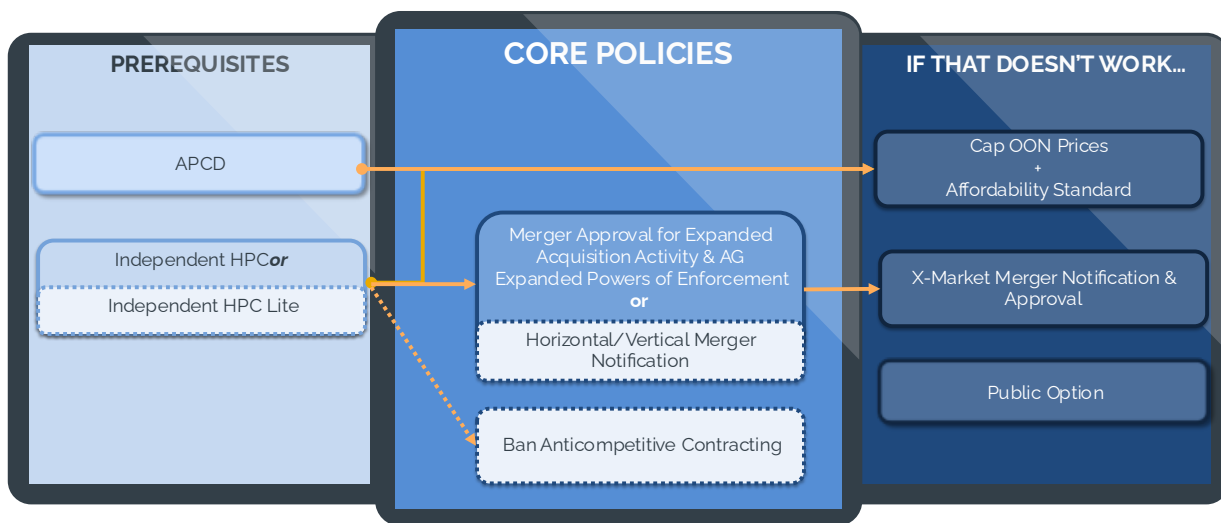 PREREQUISITES
APCD
Independent HPCor
Independent HPC Lite
CORE POLICIES
Merger Approval for Expanded
Acquisition Activity & AG
Expanded Powers of Enforcement
or
Horizontal/Vertical Merger
Notification
Ban Anticompetitive Contracting
IF THAT DOESN'T WORK…
Cap OON Prices
+
Affordability Standard
X-Market Merger Notification &
Approval
Public Option